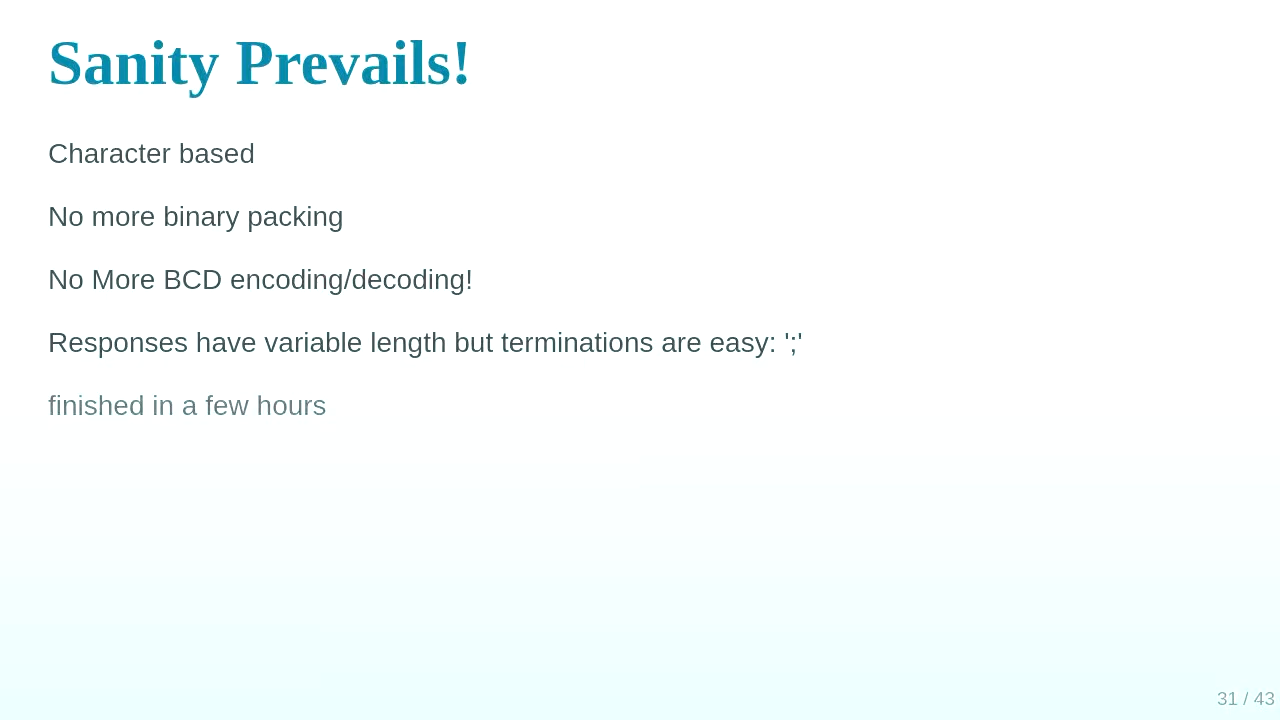 Sanity Prevails!
Character based
No more binary packing
No More BCD encoding/decoding!
Responses have variable length but terminations are easy: ';'
finished in a few hours
31 / 43